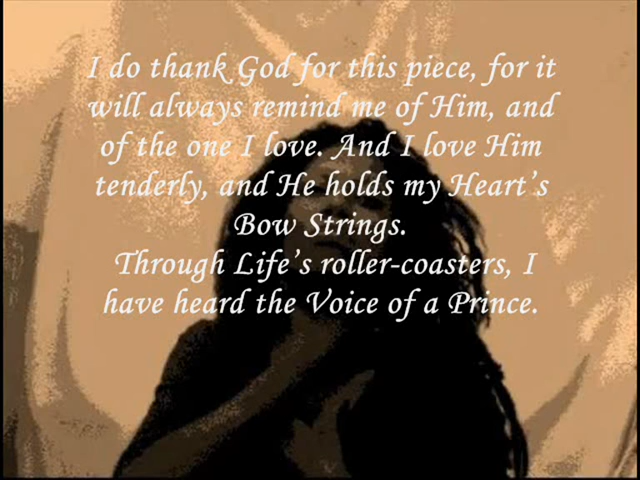 I do thank God for this piece, for it
will always remind me of Him, and
of the one I love. And I love Him
tenderly, and He holds my Heart's
Bow Strings.
Through Life's roller-coasters, I
have heard the Voice of a Prince.